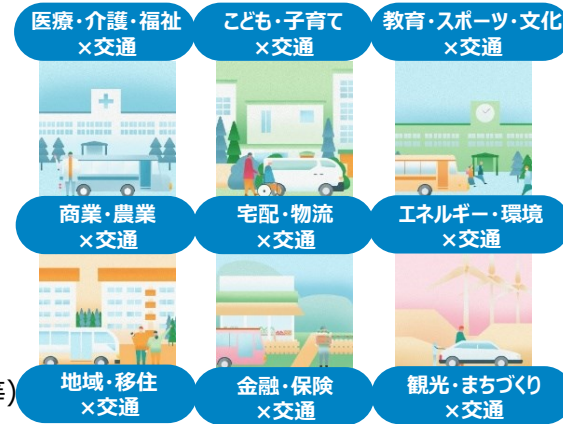 医療・介護・福祉
×交通
こども・子育て
×交通
教育・スポーツ・文化
×交通
商業・農業
×交通
宅配・物流
×交通
エネルギー・環境
×交通
等)
地域・移住
×交通
金融・保険
×交通
観光・まちづくり
×交通